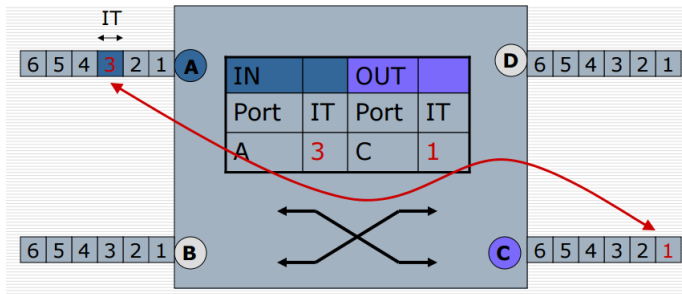 IT
6 5 4 3 2 1 A
D 6 5 4 3 2 1
IN OUT
Port IT Port IT
A 3 C 1
6 5 4 3 2 1 B
C 6 5 4 3 2 1